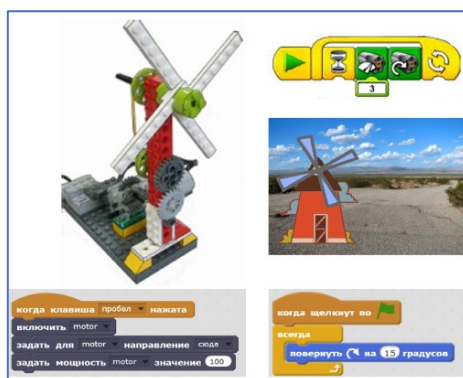 3
когда клавиша пробел нажата
включить motor
задать для motor направление сюда
задать мощность motor значение 100
когда щелкнут по
всегда
повернуть на 15 градусов